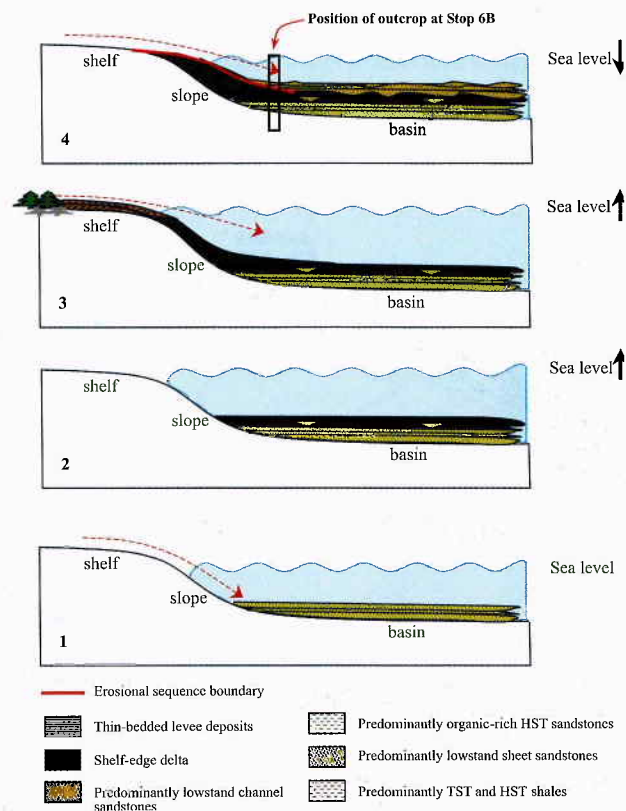 Position of outcrop at Stop 6B
Sea level
shelf
slope
basin
4
Sea level
shelf
slope
basin
3
Sea level
shelf
slope
basin
2
Sea level
shelf
slope
basin
1
Erosional sequence boundary
Thin-bedded levee deposits
Shelf-edge delta
Predominantly lowstand channel
sandstones
Predominantly organic-rich HST sandstones
Predominantly lowstand sheet sandstones
Predominantly TST and HST shales